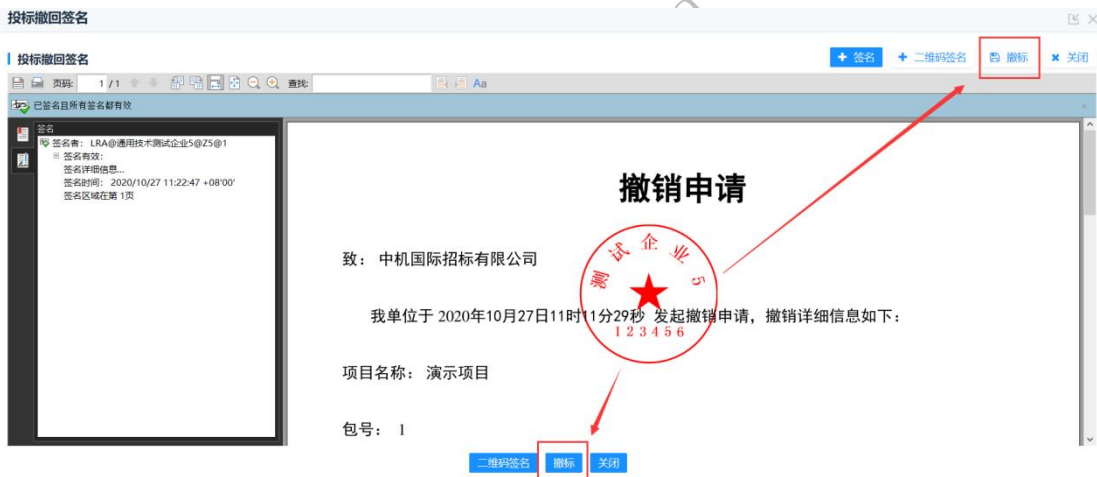 投标撤回签名
投标撤回签名
签名 二维码签名 撤标 关闭
页码: 1 / 1 查找: Aa
已签名且所有签名都有效
签名
签名者: LRA@通用技术测试企业5@Z5@1
签名有效:
签名详细信息...
签名时间: 2020/10/27 11:22:47 +08'00'
签名区域在第 1页
撤销申请
测试企业5
123456
致: 中机国际招标有限公司
我单位于 2020年10月27日11时11分29秒 发起撤销申请, 撤销详细信息如下:
项目名称: 演示项目
包号: 1
二维码签名 撤标 关闭